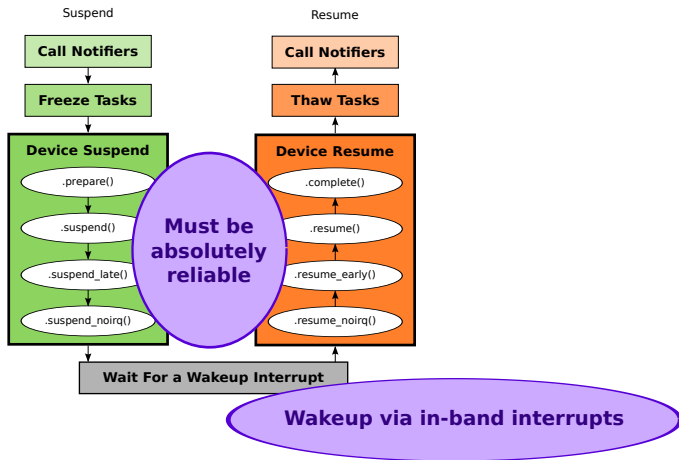 Suspend
Resume
Call Notifiers
Call Notifiers
Freeze Tasks
Thaw Tasks
Device Suspend
Device Resume
.prepare()
.complete()
.suspend()
.resume()
Must be
absolutely
reliable
.suspend_late()
.resume_early()
.suspend_noirq()
.resume_noirq()
Wait For a Wakeup Interrupt
Wakeup via in-band interrupts